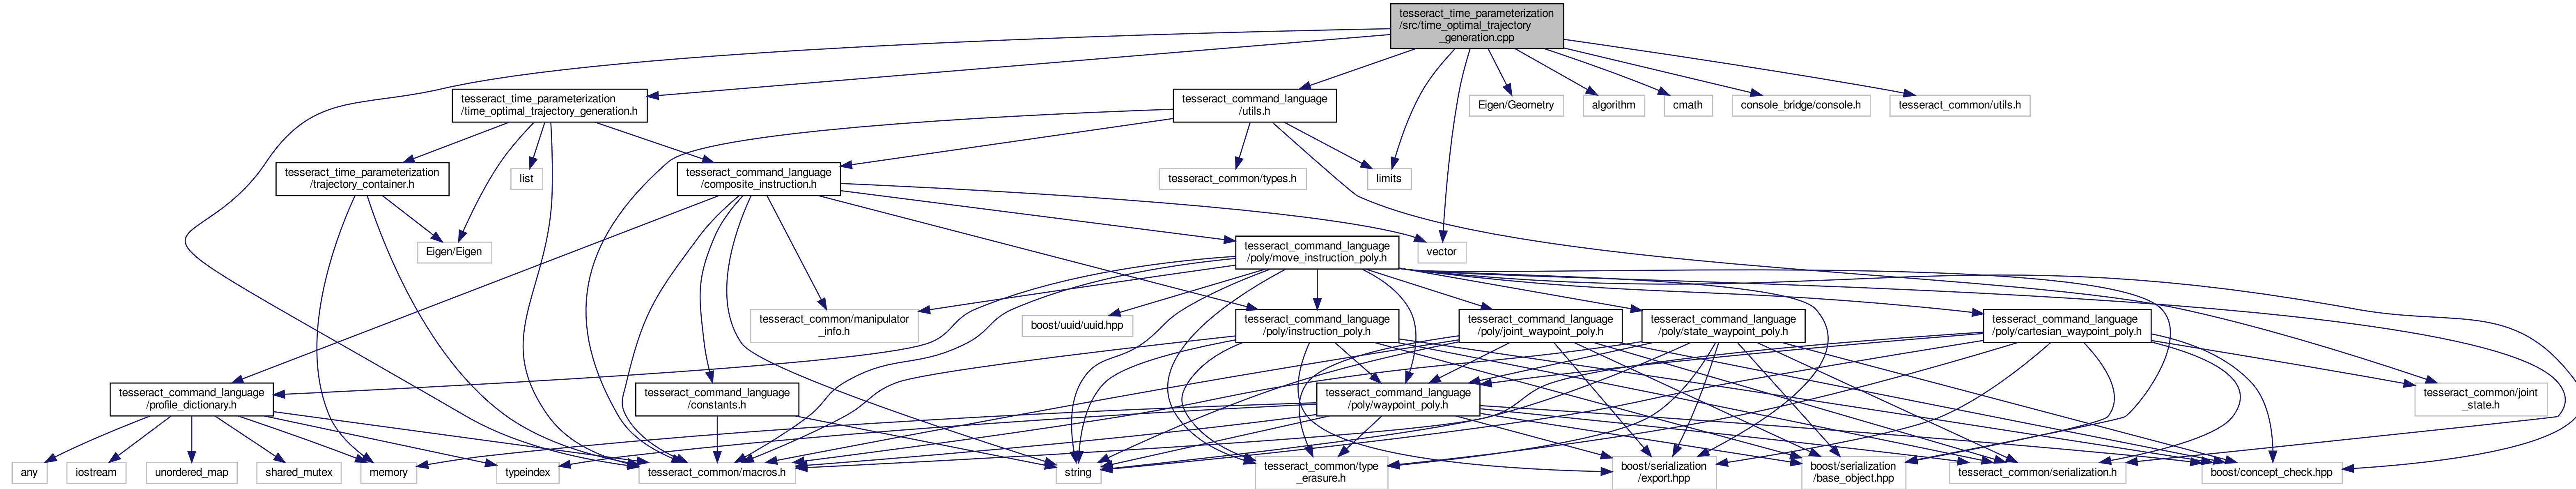 tesseract_time_parameterization
/src/time_optimal_trajectory
_generation.cpp
tesseract_time_parameterization
/time_optimal_trajectory_generation.h
tesseract_command_language
/utils.h
Eigen/Geometry
algorithm
cmath
console_bridge/console.h
tesseract_common/utils.h
tesseract_time_parameterization
/trajectory_container.h
list
tesseract_command_language
/composite_instruction.h
tesseract_common/types.h
limits
Eigen/Eigen
tesseract_command_language
/poly/move_instruction_poly.h
vector
tesseract_common/manipulator
_info.h
boost/uuid/uuid.hpp
tesseract_command_language
/poly/instruction_poly.h
tesseract_command_language
/poly/joint_waypoint_poly.h
tesseract_command_language
/poly/state_waypoint_poly.h
tesseract_command_language
/poly/cartesian_waypoint_poly.h
tesseract_command_language
/profile_dictionary.h
tesseract_command_language
/constants.h
tesseract_command_language
/poly/waypoint_poly.h
tesseract_common/joint
_state.h
any
iostream
unordered_map
shared_mutex
memory
typeindex
tesseract_common/macros.h
string
tesseract_common/type
_erasure.h
boost/serialization
/export.hpp
boost/serialization
/base_object.hpp
tesseract_common/serialization.h
boost/concept_check.hpp